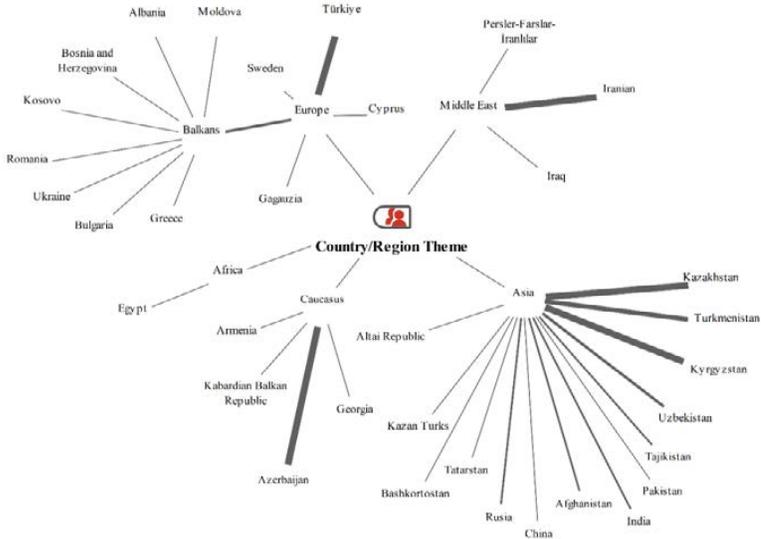 Albania
Moldova
Türkiye
Persler-Farslar-
İranlılar
Bosnia and
Herzegovina
Sweden
Iranian
Kosovo
Europe
Cyprus
Middle East
Balkans
Romania
Iraq
Ukraine
Gagauzia
Bulgaria
Greece
Country/Region Theme
Africa
Kazakhstan
Asia
Caucasus
Egypt
Turkmenistan
Armenia
Altai Republic
Kyrgyzstan
Kabardian Balkan
Republic
Georgia
Uzbekistan
Kazan Turks
Tajikistan
Tatarstan
Azerbaijan
Pakistan
Bashkortostan
Afghanistan
Rusia
India
China